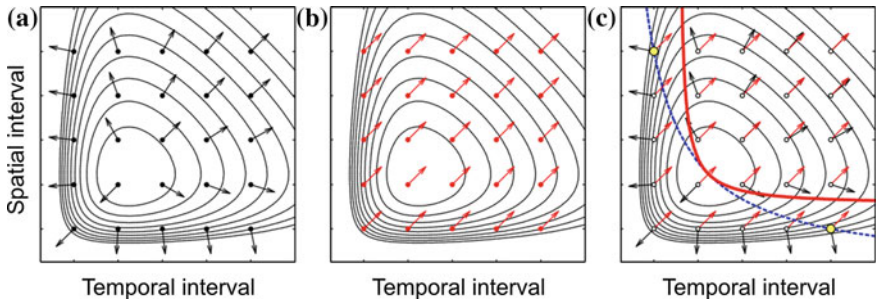 (a)
(b)
(c)
Spatial interval
Temporal interval
Temporal interval
Temporal interval